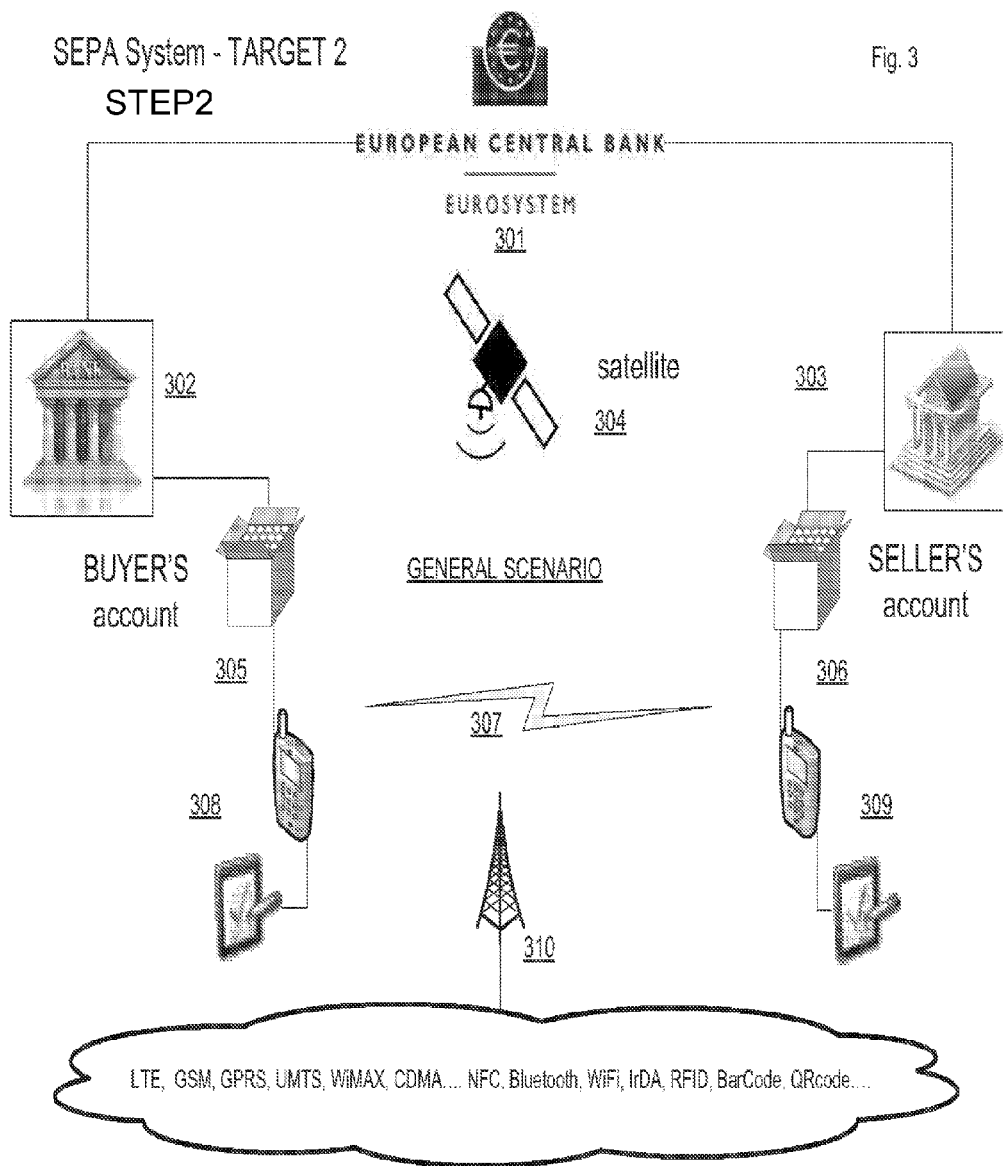 SEPA System - TARGET 2
Fig. 3
STEP2
EUROPEAN CENTRAL BANK
EUROSYSTEM
301
BANK
302
satellite
303
304
BUYER'S
account
GENERAL SCENARIO
SELLER'S
account
305
306
307
308
309
310
LTE, GSM, GPRS, UMTS, WiMAX, CDMA.... NFC, Bluetooth, WiFi, IrDA, RFID, BarCode, QRcode....